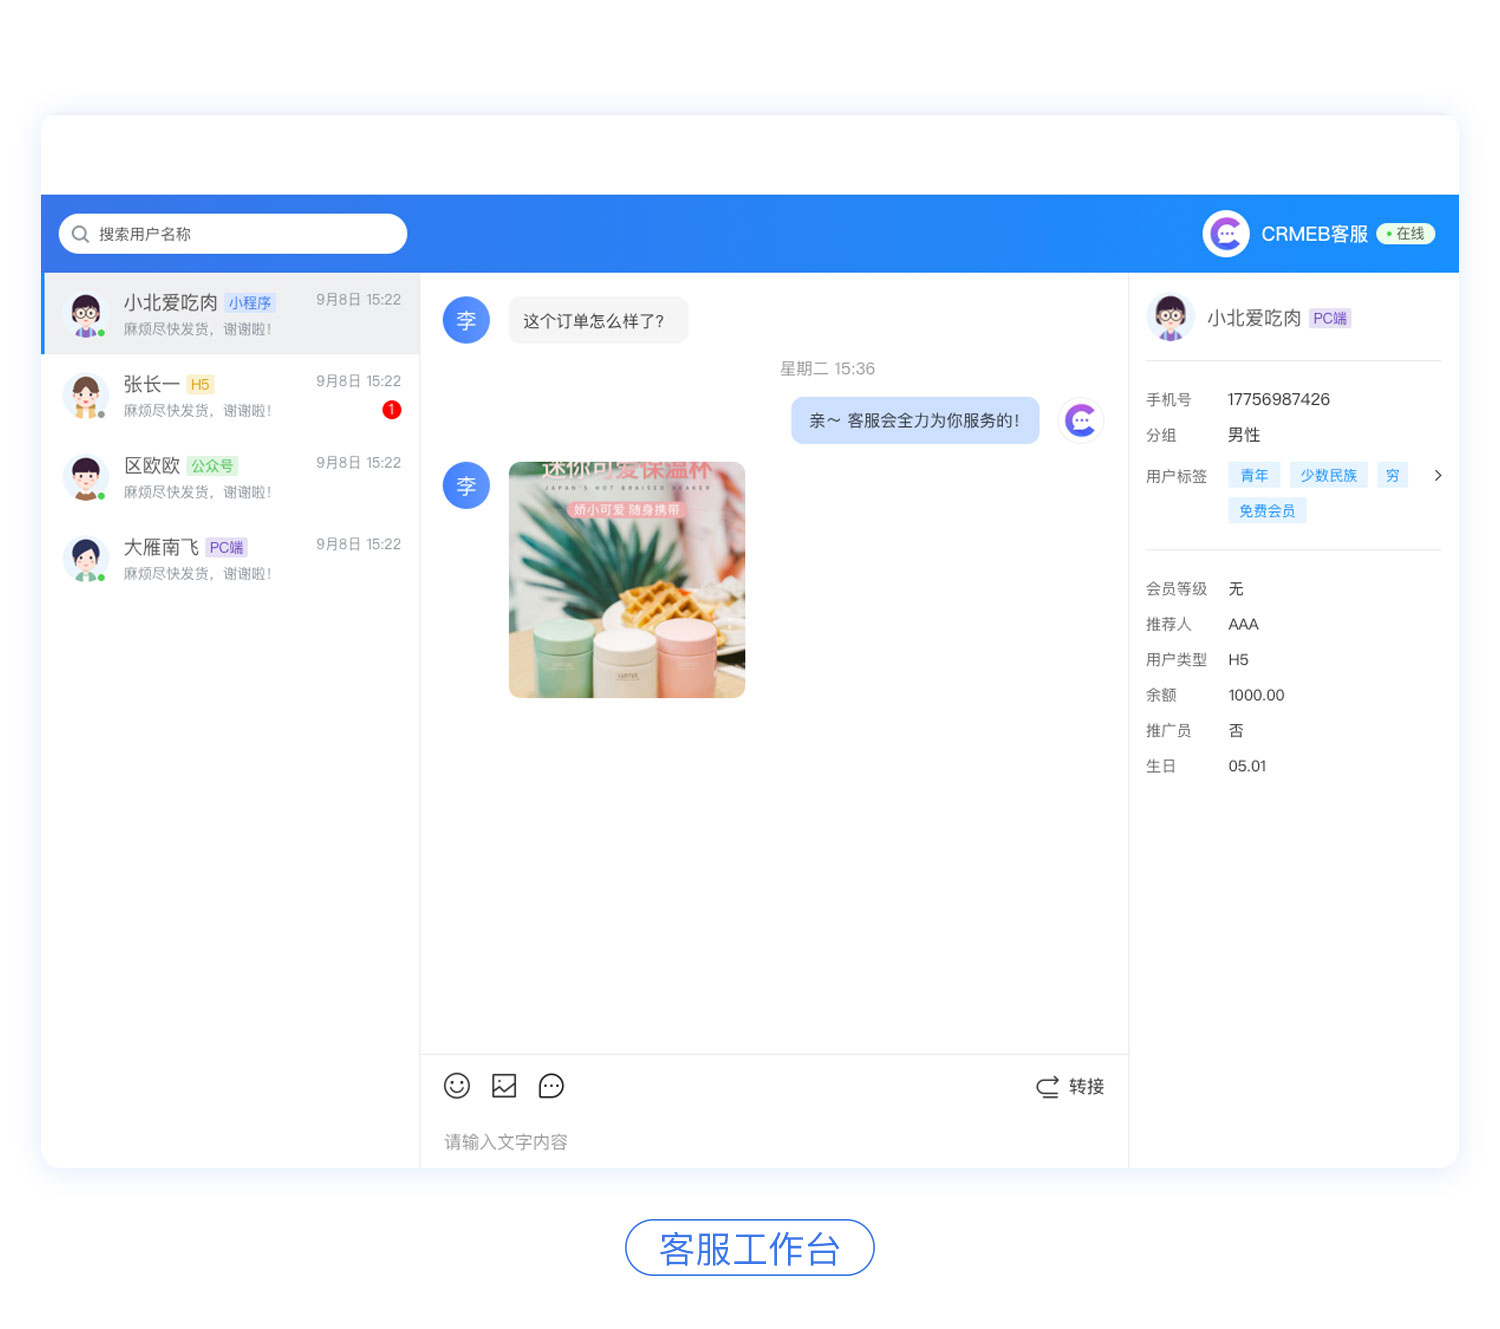 搜索用户名称
CRMEB客服
在线
小北爱吃肉 小程序 9月8日 15:22
麻烦尽快发货，谢谢啦！
张长一 H5 9月8日 15:22
麻烦尽快发货，谢谢啦！ 1
区欧欧 公众号 9月8日 15:22
麻烦尽快发货，谢谢啦！
大雁南飞 PC端 9月8日 15:22
麻烦尽快发货，谢谢啦！
李 这个订单怎么样了？
星期二 15:36
亲～ 客服会全力为你服务的！
李
迷你可爱保温杯
JAPAN'S HOT BRAISED BEAKER
娇小可爱 随身携带
转接
请输入文字内容
小北爱吃肉 PC端
手机号 17756987426
分组 男性
用户标签 青年 少数民族 穷
免费会员
会员等级 无
推荐人 AAA
用户类型 H5
余额 1000.00
推广员 否
生日 05.01
客服工作台